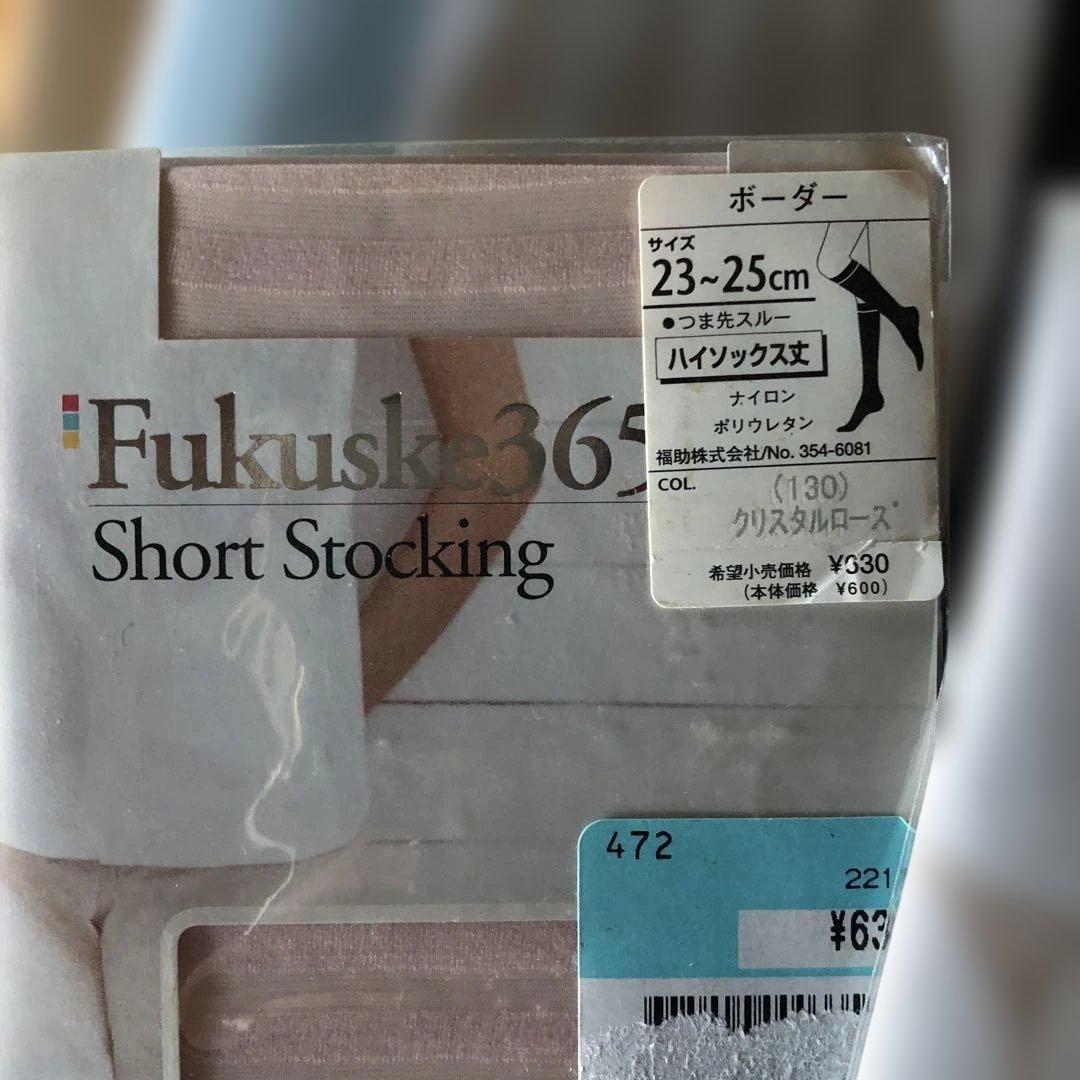 ボーダー
サイズ
23~25cm
●つま先スルー
ハイソックス丈
ナイロン
ポリウレタン
福助株式会社/No. 354-6081
COL.
(130)
クリスタルローズ
希望小売価格 ¥630
(本体価格 ¥600)
Fukuske365
Short Stocking
472
221
¥63